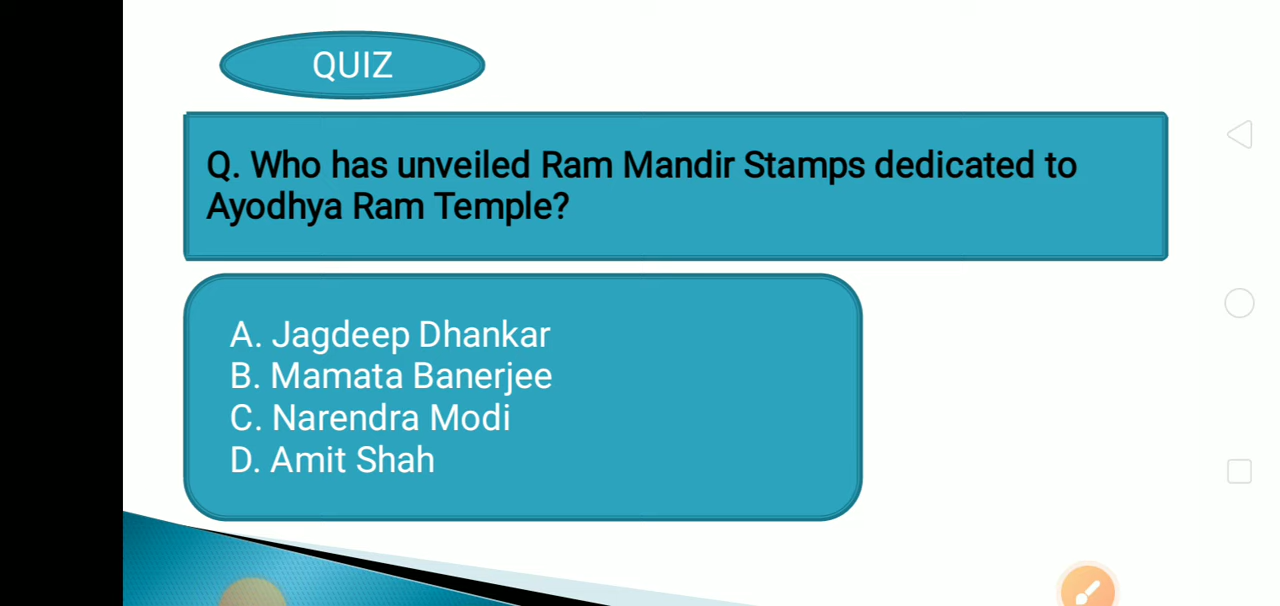 QUIZ
Q. Who has unveiled Ram Mandir Stamps dedicated to
Ayodhya Ram Temple?
A. Jagdeep Dhankar
B. Mamata Banerjee
C. Narendra Modi
D. Amit Shah